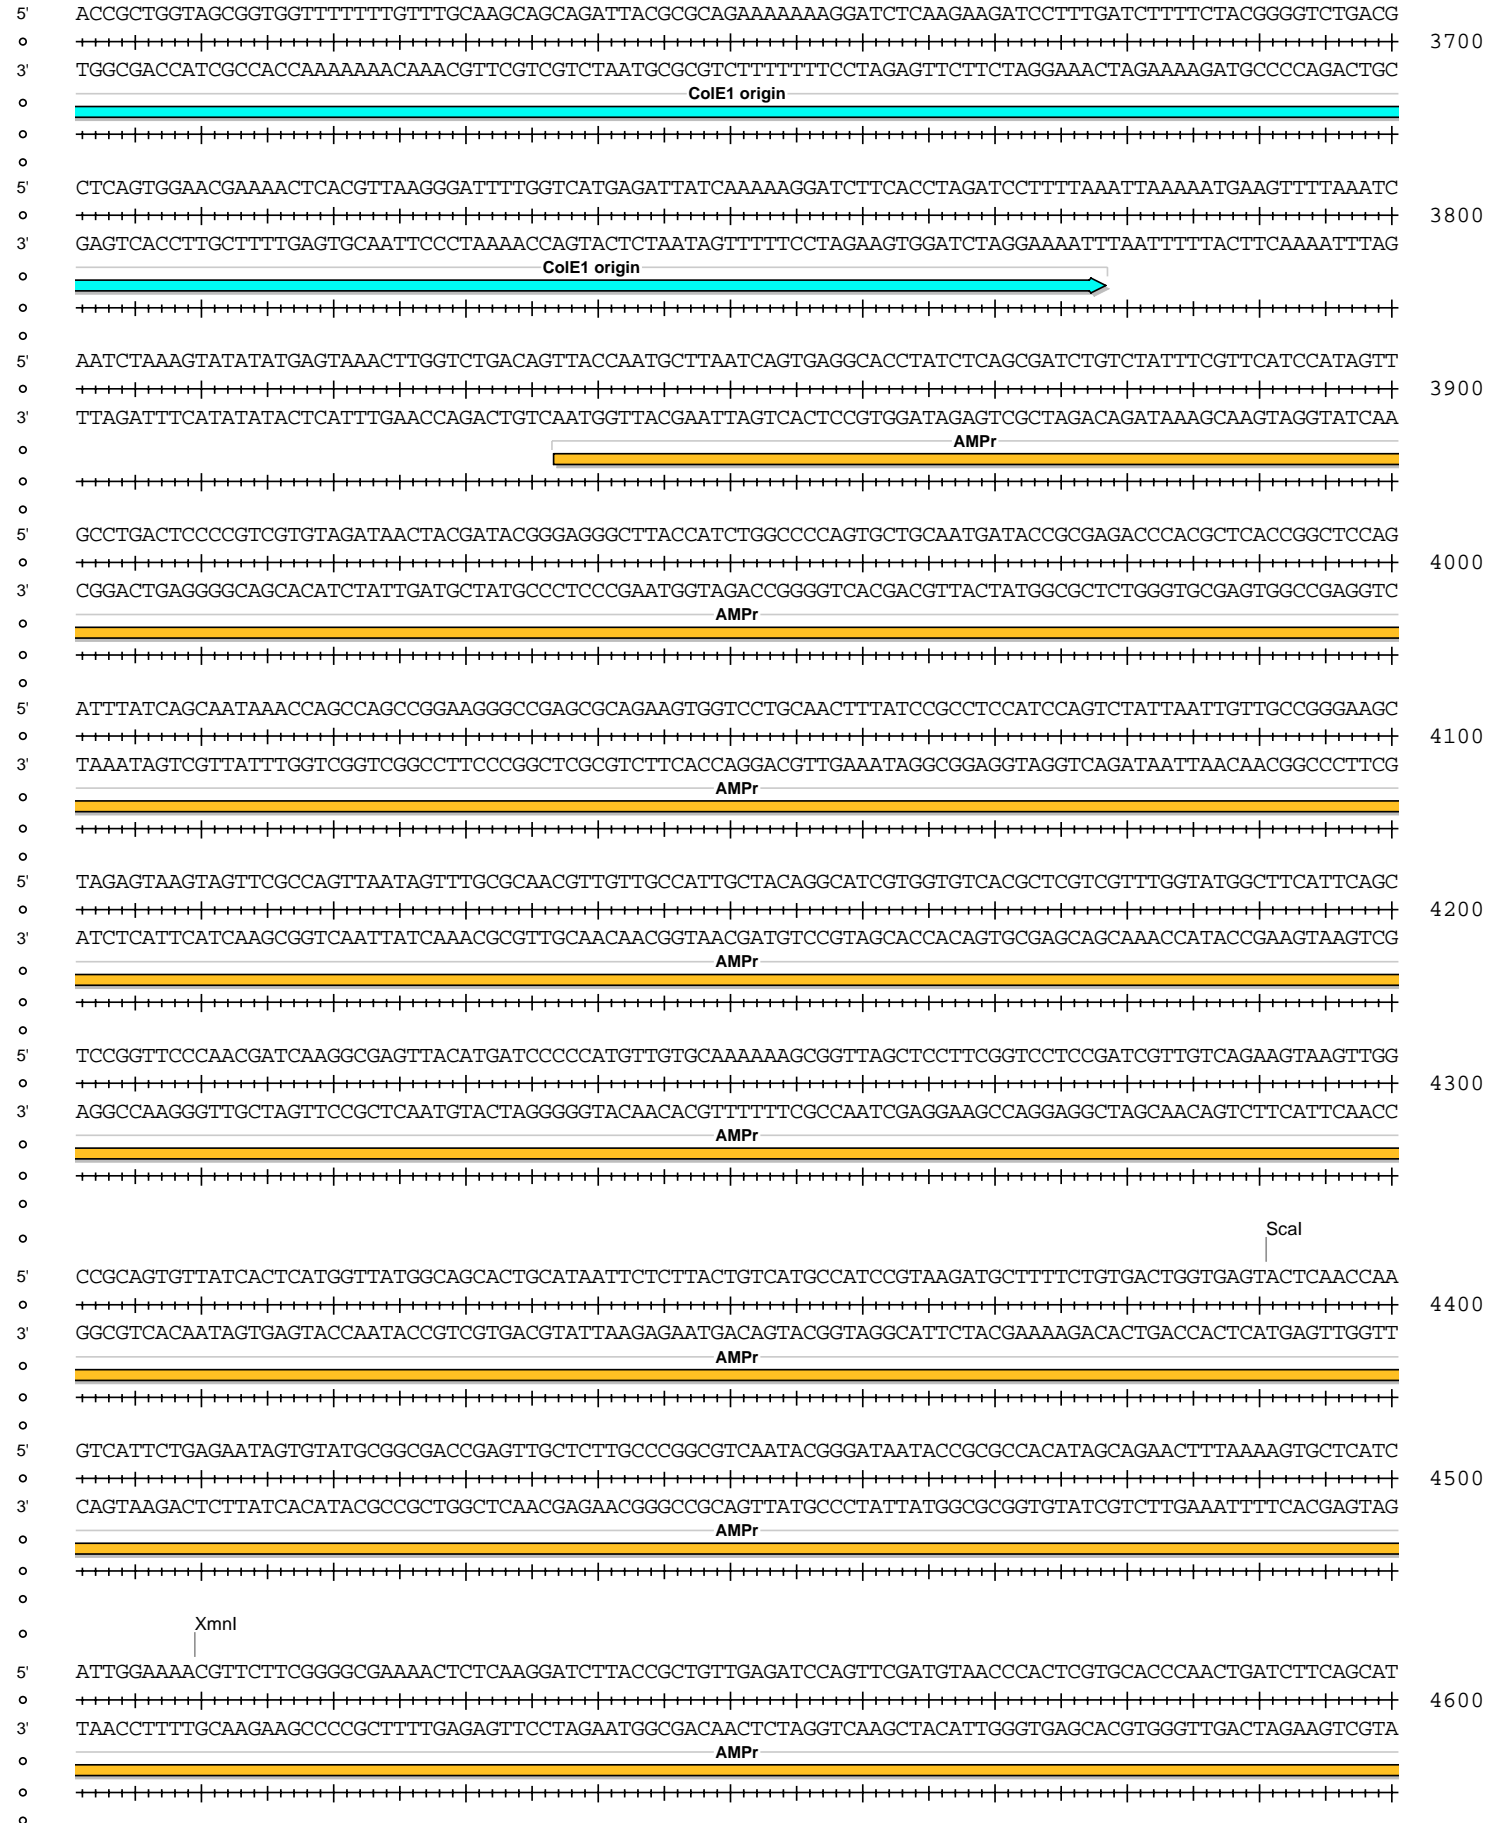 5' ACCGCTGGTAGCGGTGGTTTTTTTGTTTGCAAGCAGCAGATTACGCGCAGAAAAAAAGGATCTCAAGAAGATCCTTTGATCTTTTCTACGGGGTCTGACG
3700
3' TGGCGACCATCGCCACCAAAAAAACAAACGTTCGTCGTCTAATGCGCGTCTTTTTTTCCTAGAGTTCTTCTAGGAAACTAGAAAAGATGCCCCAGACTGC
ColE1 origin
5' CTCAGTGGAACGAAAACTCACGTTAAGGGATTTTGGTCATGAGATTATCAAAAAGGATCTTCACCTAGATCCTTTTAAATTAAAAATGAAGTTTTAAATC
3800
3' GAGTCACCTTGCTTTTGAGTGCAATTCCCTAAAACCAGTACTCTAATAGTTTTTCCTAGAAGTGGATCTAGGAAAATTTAATTTTTACTTCAAAATTTAG
ColE1 origin
5' AATCTAAAGTATATATGAGTAAACTTGGTCTGACAGTTACCAATGCTTAATCAGTGAGGCACCTATCTCAGCGATCTGTCTATTTCGTTCATCCATAGTT
3900
3' TTAGATTTCATATATACTCATTTGAACCAGACTGTCAATGGTTACGAATTAGTCACTCCGTGGATAGAGTCGCTAGACAGATAAAGCAAGTAGGTATCAA
AMPr
5' GCCTGACTCCCCGTCGTGTAGATAACTACGATACGGGAGGGCTTACCATCTGGCCCCAGTGCTGCAATGATACCGCGAGACCCACGCTCACCGGCTCCAG
4000
3' CGGACTGAGGGGCAGCACATCTATTGATGCTATGCCCTCCCGAATGGTAGACCGGGGTCACGACGTTACTATGGCGCTCTGGGTGCGAGTGGCCGAGGTC
AMPr
5' ATTTATCAGCAATAAACCAGCCAGCCGGAAGGGCCGAGCGCAGAAGTGGTCCTGCAACTTTATCCGCCTCCATCCAGTCTATTAATTGTTGCCGGGAAGC
4100
3' TAAATAGTCGTTATTTGGTCGGTCGGCCTTCCCGGCTCGCGTCTTCACCAGGACGTTGAAATAGGCGGAGGTAGGTCAGATAATTAACAACGGCCCTTCG
AMPr
5' TAGAGTAAGTAGTTCGCCAGTTAATAGTTTGCGCAACGTTGTTGCCATTGCTACAGGCATCGTGGTGTCACGCTCGTCGTTTGGTATGGCTTCATTCAGC
4200
3' ATCTCATTCATCAAGCGGTCAATTATCAAACGCGTTGCAACAACGGTAACGATGTCCGTAGCACCACAGTGCGAGCAGCAAACCATACCGAAGTAAGTCG
AMPr
5' TCCGGTTCCCAACGATCAAGGCGAGTTACATGATCCCCCATGTTGTGCAAAAAAGCGGTTAGCTCCTTCGGTCCTCCGATCGTTGTCAGAAGTAAGTTGG
4300
3' AGGCCAAGGGTTGCTAGTTCCGCTCAATGTACTAGGGGGTACAACACGTTTTTTCGCCAATCGAGGAAGCCAGGAGGCTAGCAACAGTCTTCATTCAACC
AMPr
ScaI
5' CCGCAGTGTTATCACTCATGGTTATGGCAGCACTGCATAATTCTCTTACTGTCATGCCATCCGTAAGATGCTTTTCTGTGACTGGTGAGTACTCAACCAA
4400
3' GGCGTCACAATAGTGAGTACCAATACCGTCGTGACGTATTAAGAGAATGACAGTACGGTAGGCATTCTACGAAAAGACACTGACCACTCATGAGTTGGTT
AMPr
5' GTCATTCTGAGAATAGTGTATGCGGCGACCGAGTTGCTCTTGCCCGGCGTCAATACGGGATAATACCGCGCCACATAGCAGAACTTTAAAAGTGCTCATC
4500
3' CAGTAAGACTCTTATCACATACGCCGCTGGCTCAACGAGAACGGGCCGCAGTTATGCCCTATTATGGCGCGGTGTATCGTCTTGAAATTTTCACGAGTAG
AMPr
XmnI
5' ATTGGAAAACGTTCTTCGGGGCGAAAACTCTCAAGGATCTTACCGCTGTTGAGATCCAGTTCGATGTAACCCACTCGTGCACCCAACTGATCTTCAGCAT
4600
3' TAACCTTTTGCAAGAAGCCCCGCTTTTGAGAGTTCCTAGAATGGCGACAACTCTAGGTCAAGCTACATTGGGTGAGCACGTGGGTTGACTAGAAGTCGTA
AMPr